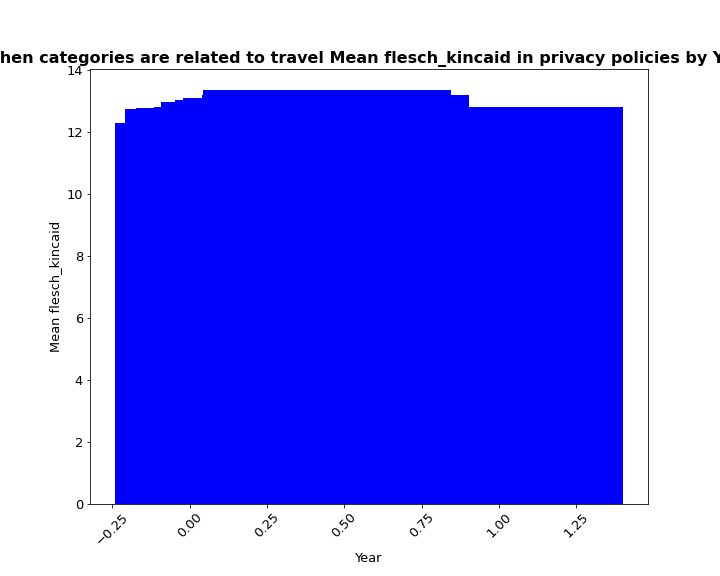 hen categories are related to travel Mean flesch_kincaid in privacy policies by Y
14
12
10
8
6
4
2
0
Mean flesch_kincaid
−0.25 0.00 0.25 0.50 0.75 1.00 1.25
Year